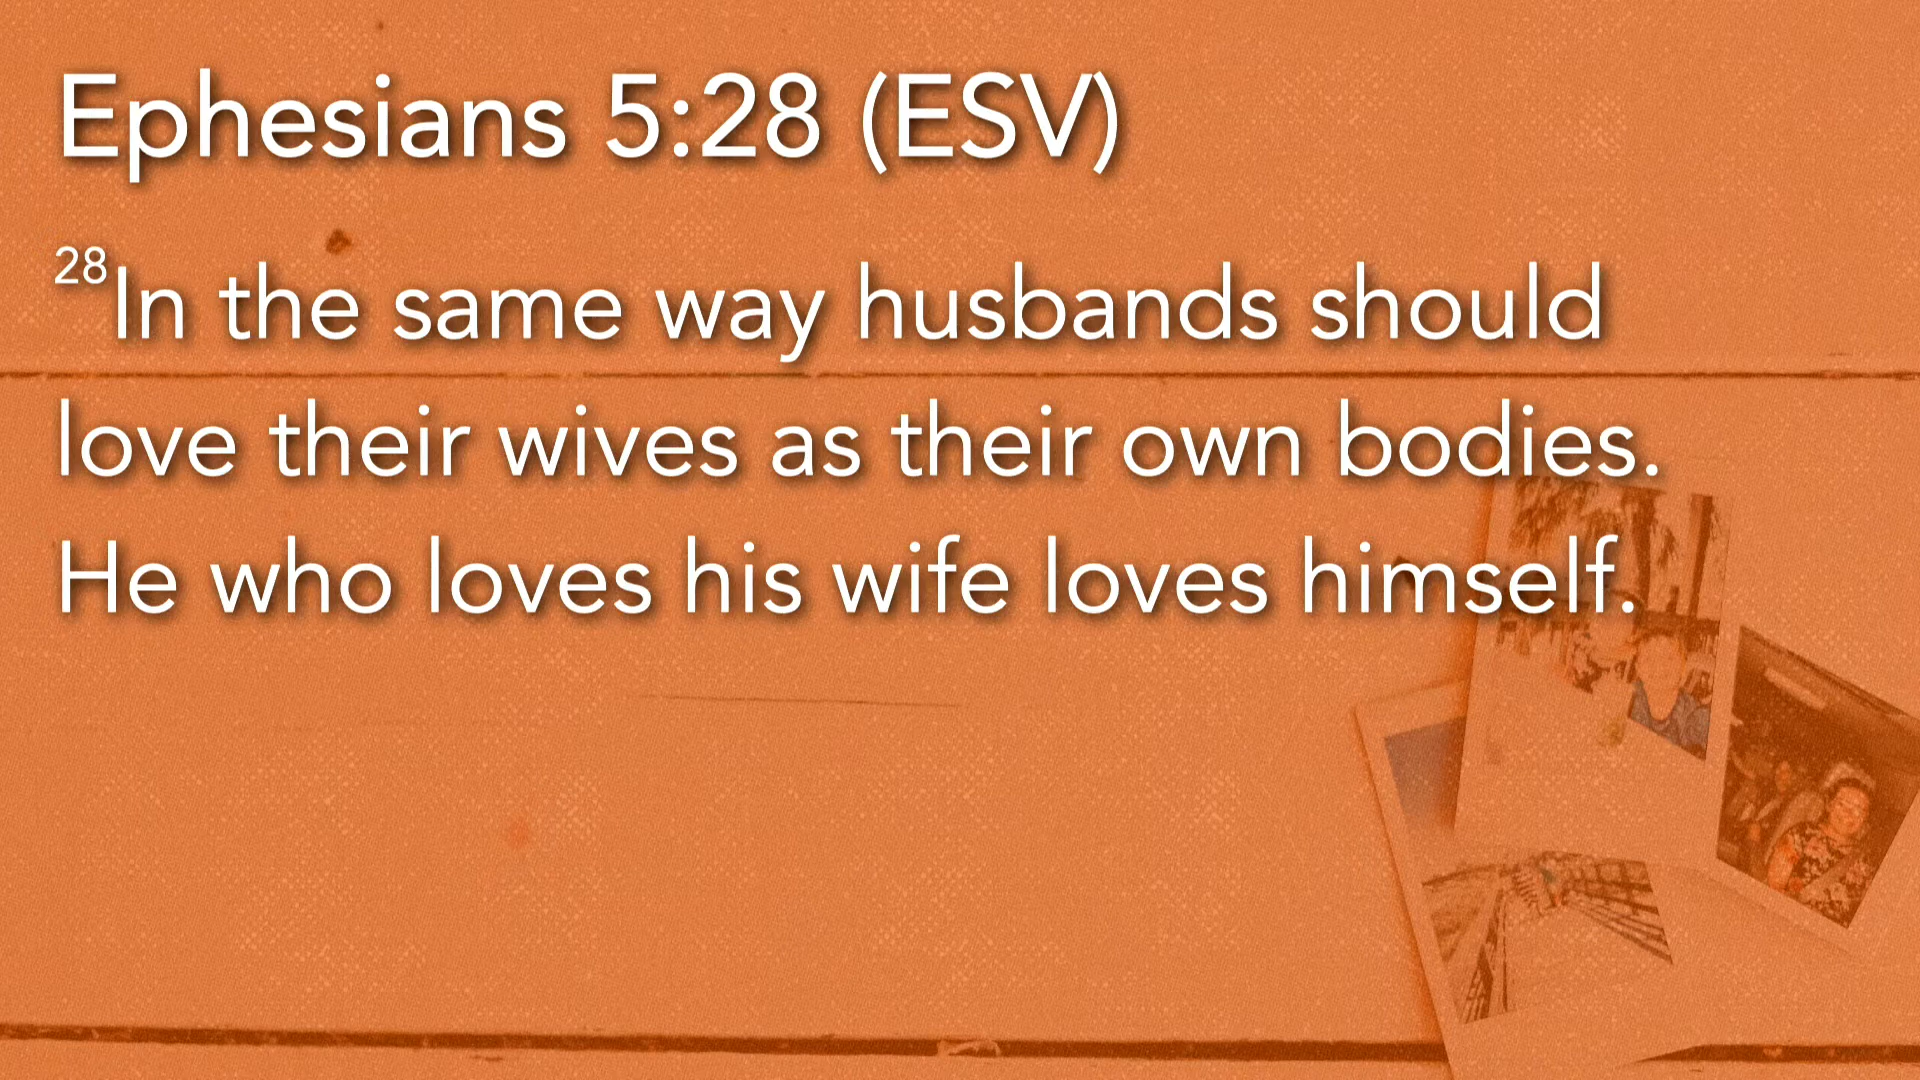 Ephesians 5:28 (ESV)
28In the same way husbands should
love their wives as their own bodies.
He who loves his wife loves himself.